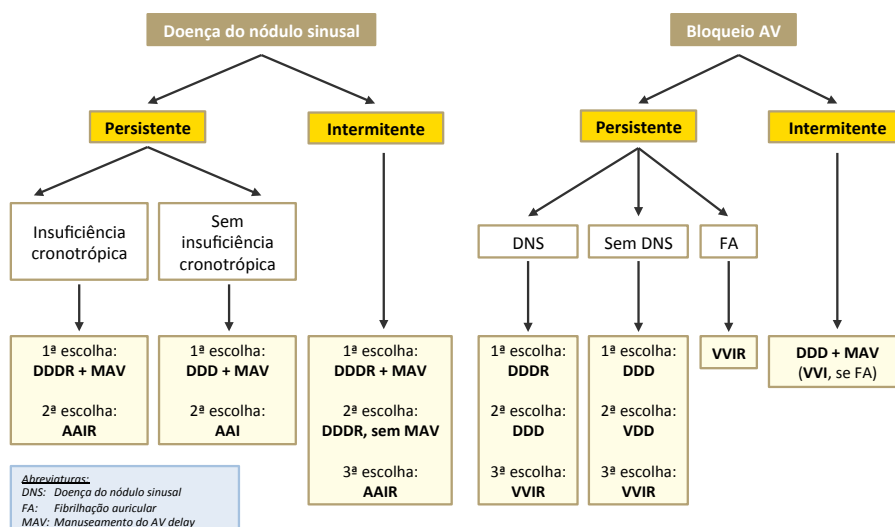 Doença do nódulo sinusal
Bloqueio AV
Persistente
Intermitente
Persistente
Intermitente
Insuficiência
cronotrópica
Sem
insuficiência
cronotrópica
DNS
Sem DNS
FA
1ª escolha:
DDDR + MAV
2ª escolha:
AAIR
1ª escolha:
DDD + MAV
2ª escolha:
AAI
1ª escolha:
DDDR + MAV
2ª escolha:
DDDR, sem MAV
3ª escolha:
AAIR
1ª escolha:
DDDR
2ª escolha:
DDD
3ª escolha:
VVIR
1ª escolha:
DDD
2ª escolha:
VDD
3ª escolha:
VVIR
VVIR
DDD + MAV
(VVI, se FA)
Abreviaturas:
DNS: Doença do nódulo sinusal
FA: Fibrilhação auricular
MAV: Manuseamento do AV delay